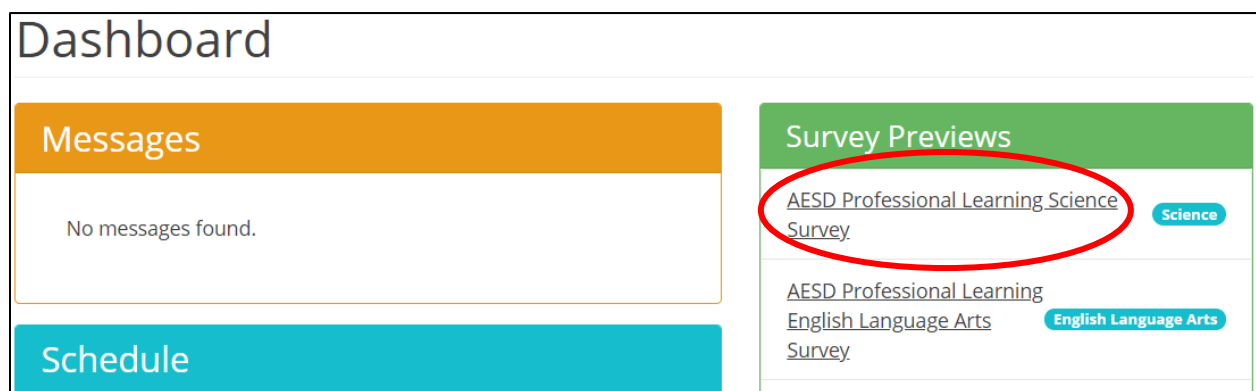 Dashboard
Messages
No messages found.
Schedule
Survey Previews
AESD Professional Learning Science
Survey
Science
AESD Professional Learning
English Language Arts
Survey
English Language Arts